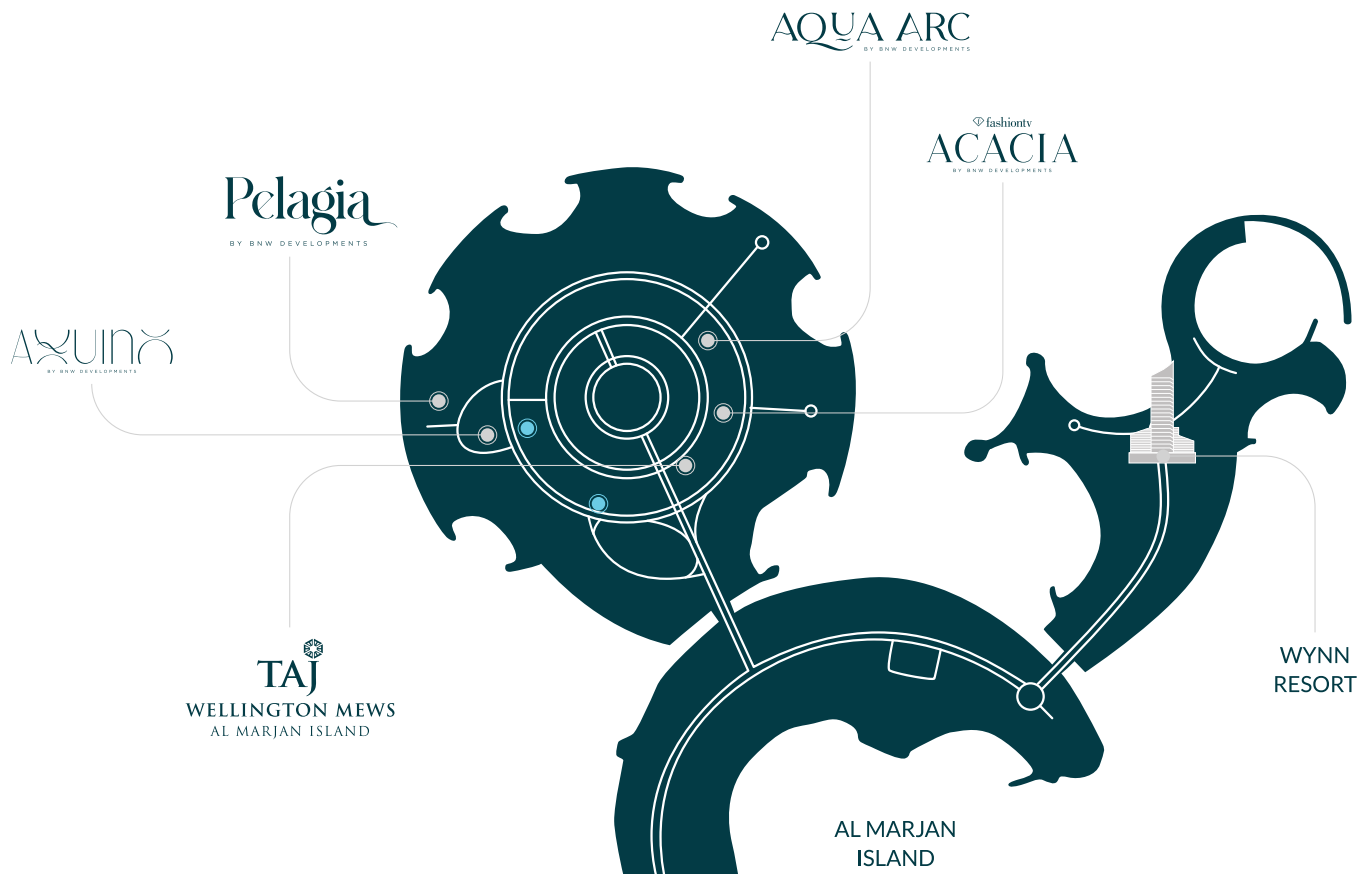 AQUA ARC
BY BNW DEVELOPMENTS
fashiontv
ACACIA
BY BNW DEVELOPMENTS
Pelagia
BY BNW DEVELOPMENTS
AXUINO
BY BNW DEVELOPMENTS
TAJ
WELLINGTON MEWS
AL MARJAN ISLAND
WYNN
RESORT
AL MARJAN
ISLAND